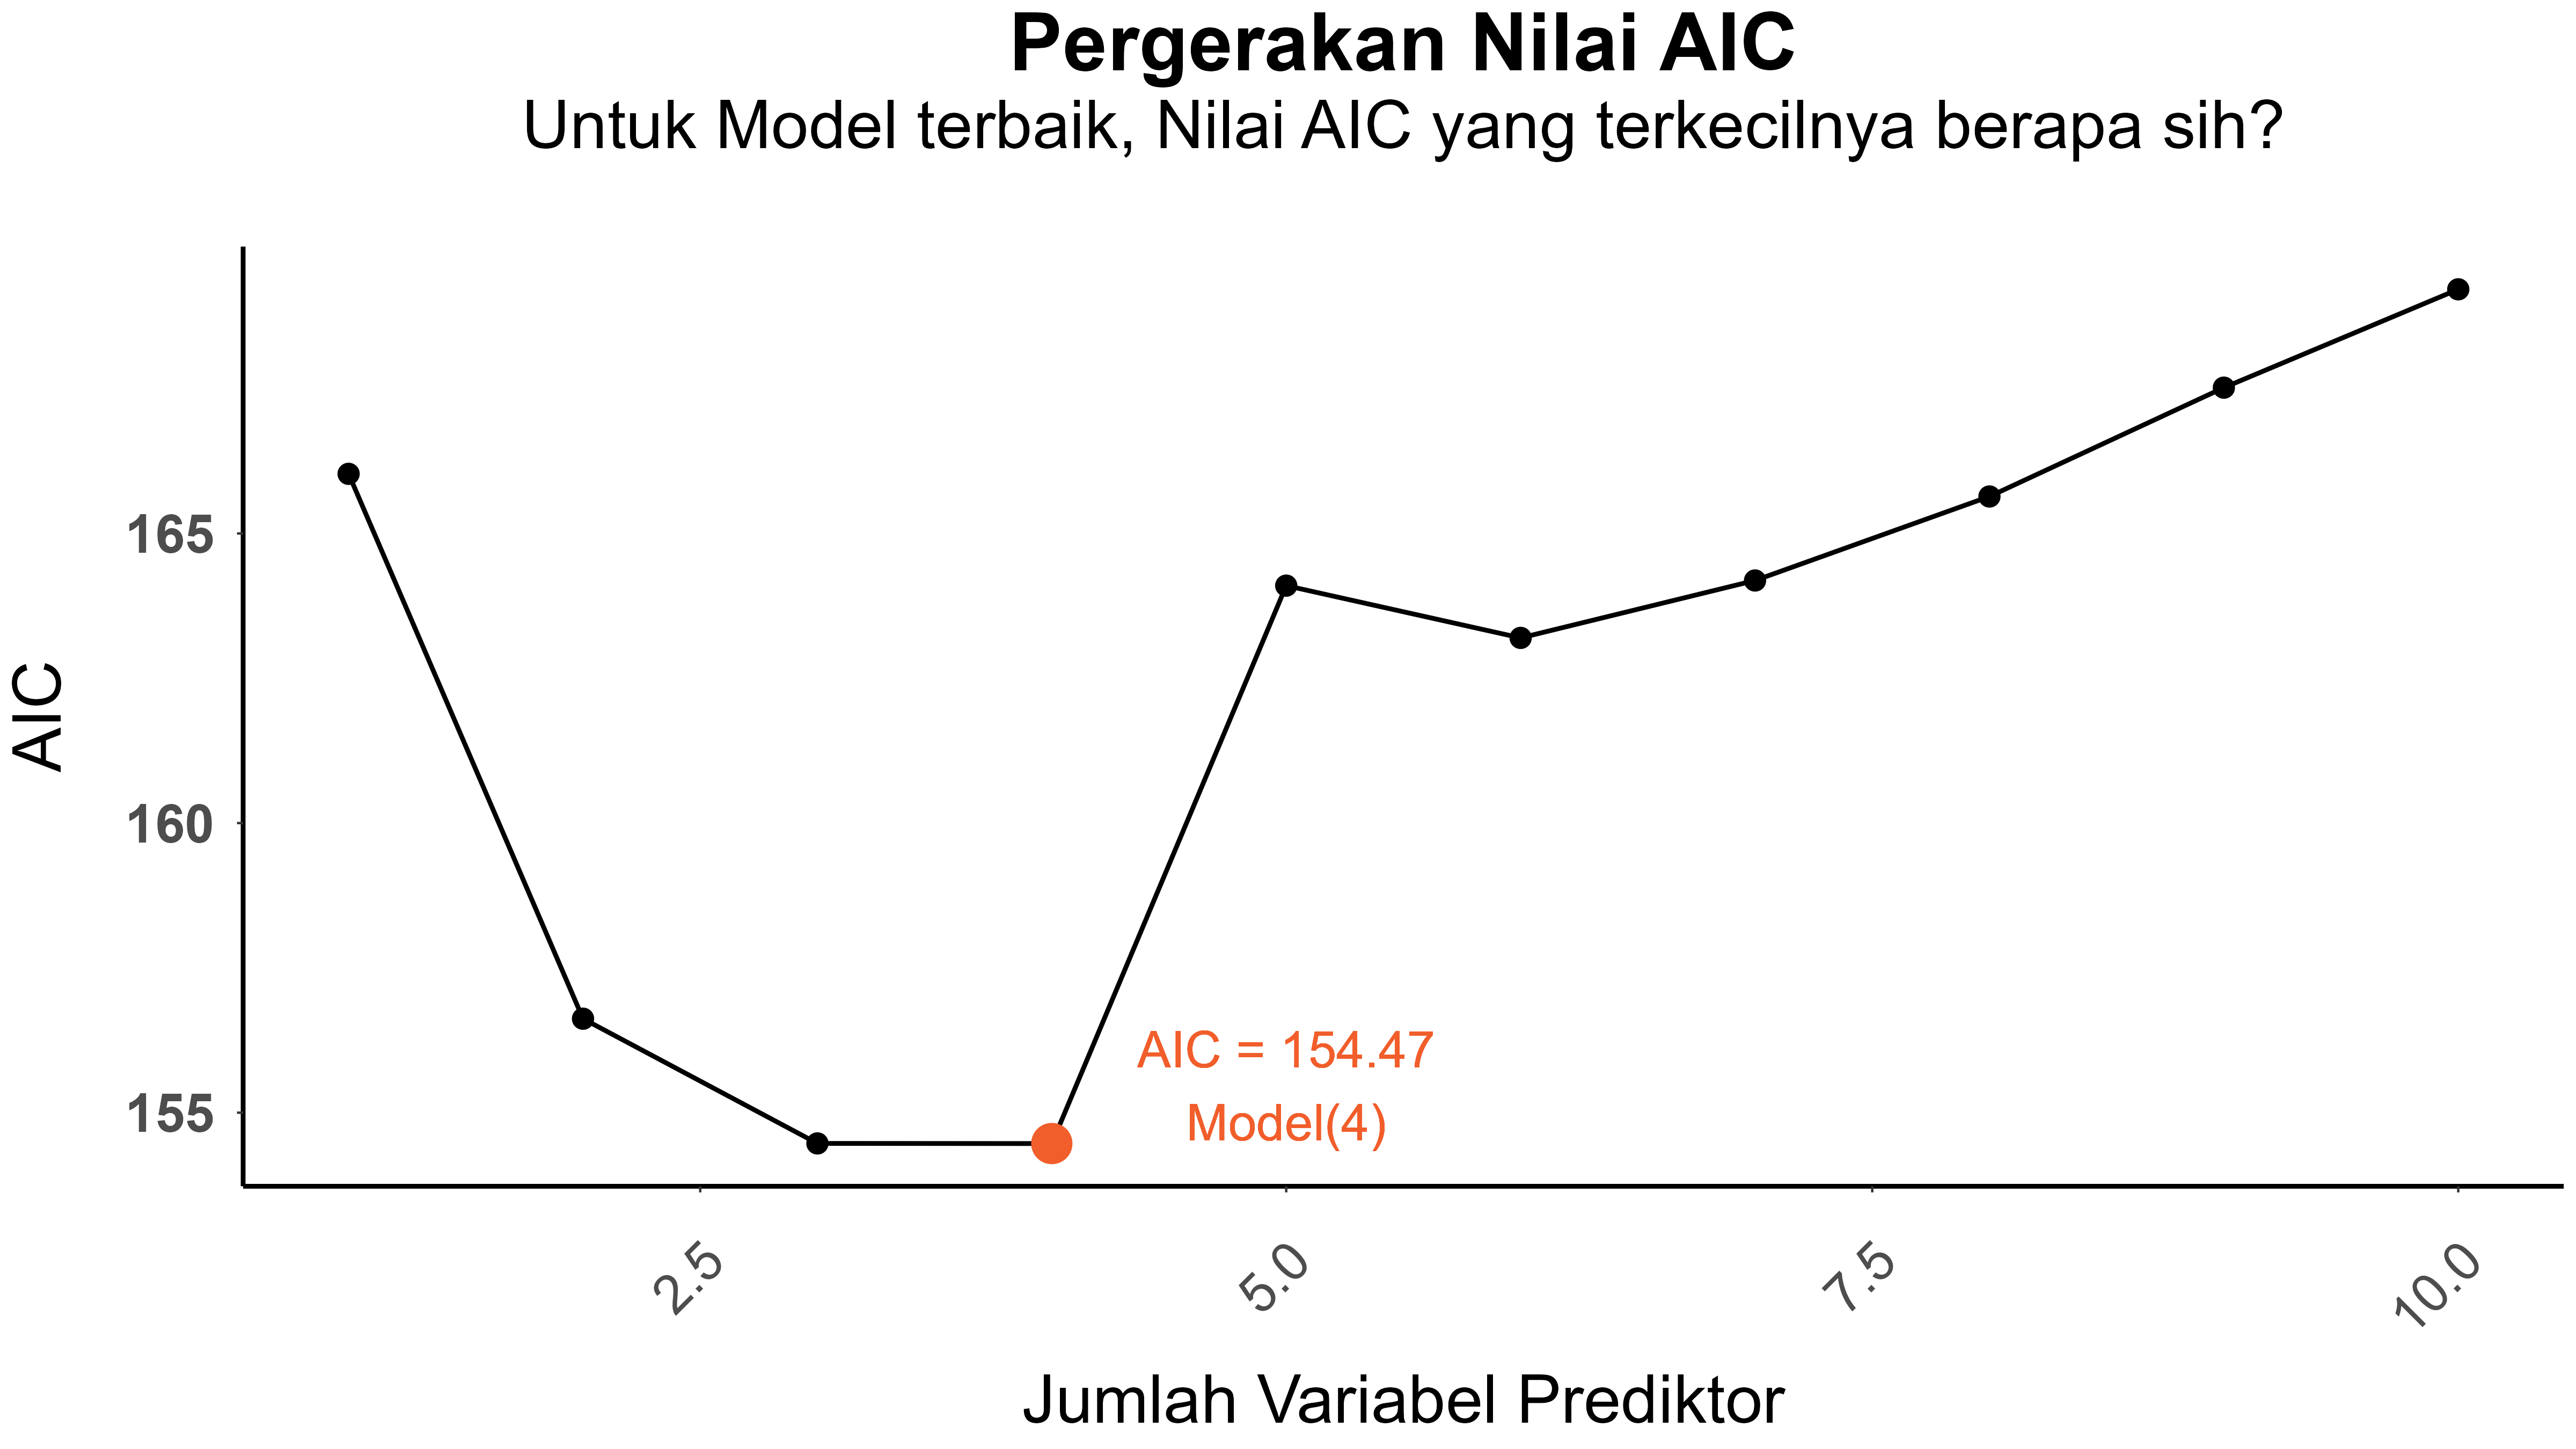 Pergerakan Nilai AIC
Untuk Model terbaik, Nilai AIC yang terkecilnya berapa sih?
AIC
165
160
155
AIC = 154.47
Model(4)
2.5
5.0
7.5
10.0
Jumlah Variabel Prediktor